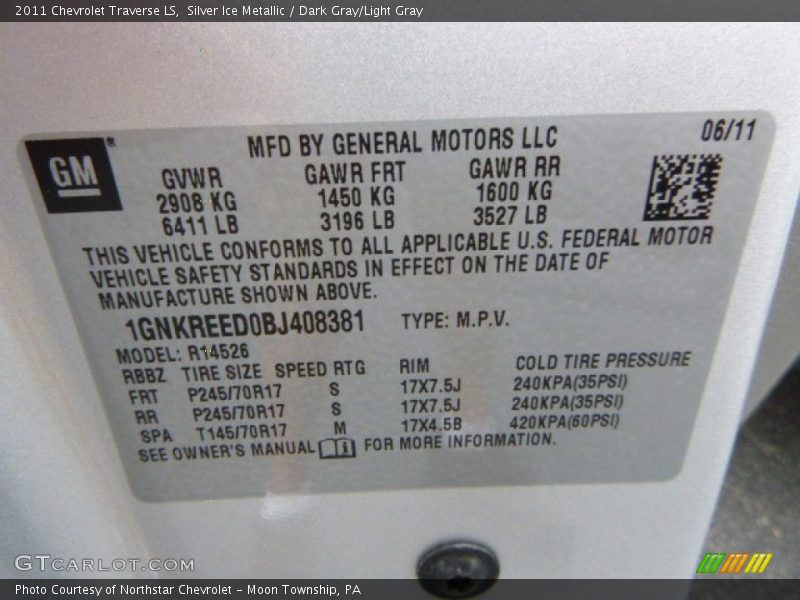 2011 Chevrolet Traverse LS, Silver Ice Metallic / Dark Gray/Light Gray
GM®
MFD BY GENERAL MOTORS LLC 06/11
GVWR GAWR FRT GAWR RR
2908 KG 1450 KG 1600 KG
6411 LB 3196 LB 3527 LB
THIS VEHICLE CONFORMS TO ALL APPLICABLE U.S. FEDERAL MOTOR
VEHICLE SAFETY STANDARDS IN EFFECT ON THE DATE OF
MANUFACTURE SHOWN ABOVE.
1GNKREED0BJ408381 TYPE: M.P.V.
MODEL: R14526
RBBZ TIRE SIZE SPEED RTG RIM COLD TIRE PRESSURE
FRT P245/70R17 S 17X7.5J 240KPA(35PSI)
RR P245/70R17 S 17X7.5J 240KPA(35PSI)
SPA T145/70R17 M 17X4.5B 420KPA(60PSI)
SEE OWNER'S MANUAL FOR MORE INFORMATION.
GTCARLOT.COM
Photo Courtesy of Northstar Chevrolet - Moon Township, PA